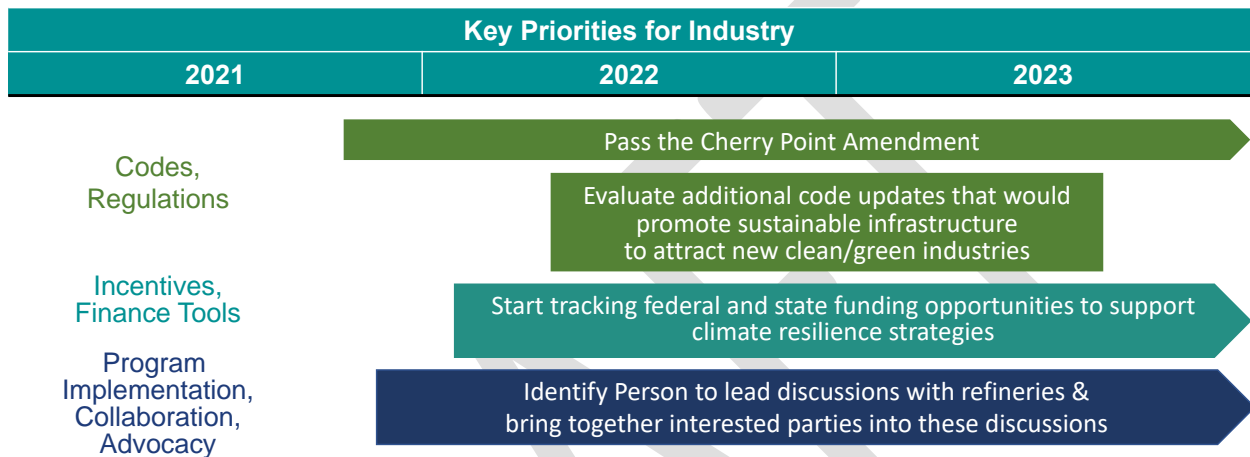 Key Priorities for Industry
2021 2022 2023
Codes,
Regulations
Pass the Cherry Point Amendment
Evaluate additional code updates that would
promote sustainable infrastructure
to attract new clean/green industries
Incentives,
Finance Tools
Start tracking federal and state funding opportunities to support
climate resilience strategies
Program
Implementation,
Collaboration,
Advocacy
Identify Person to lead discussions with refineries &
bring together interested parties into these discussions